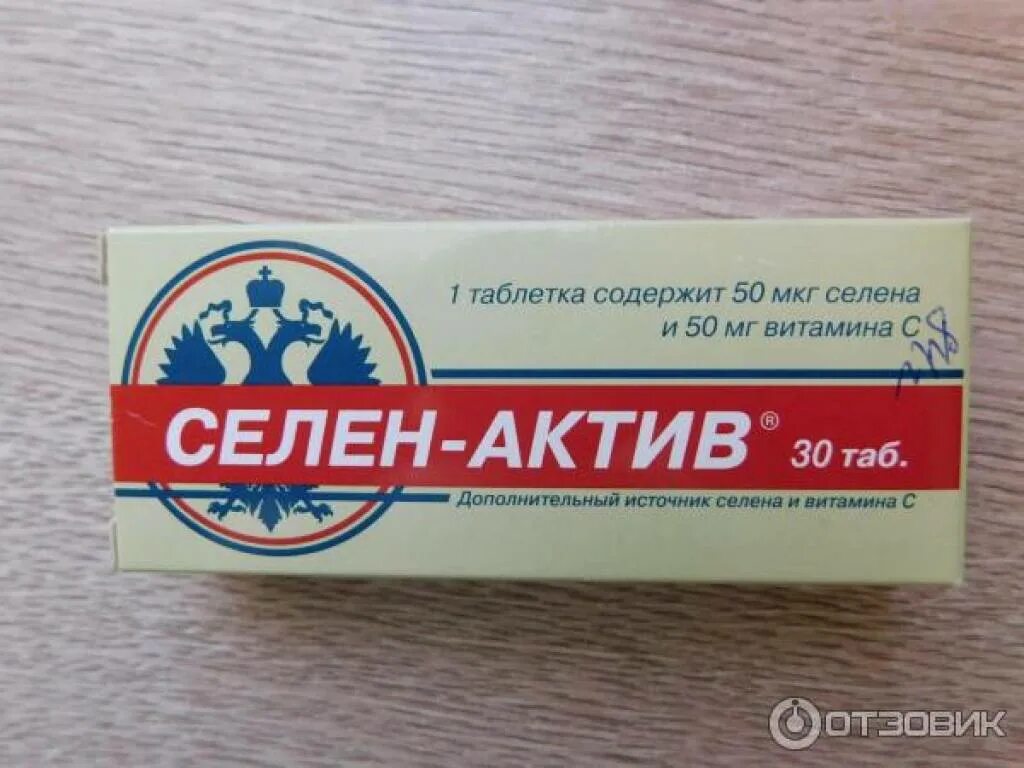 1 таблетка содержит 50 мкг селена
и 50 мг витамина С
СЕЛЕН-АКТИВ® 30 таб.
Дополнительный источник селена и витамина С
ОТЗОВИК